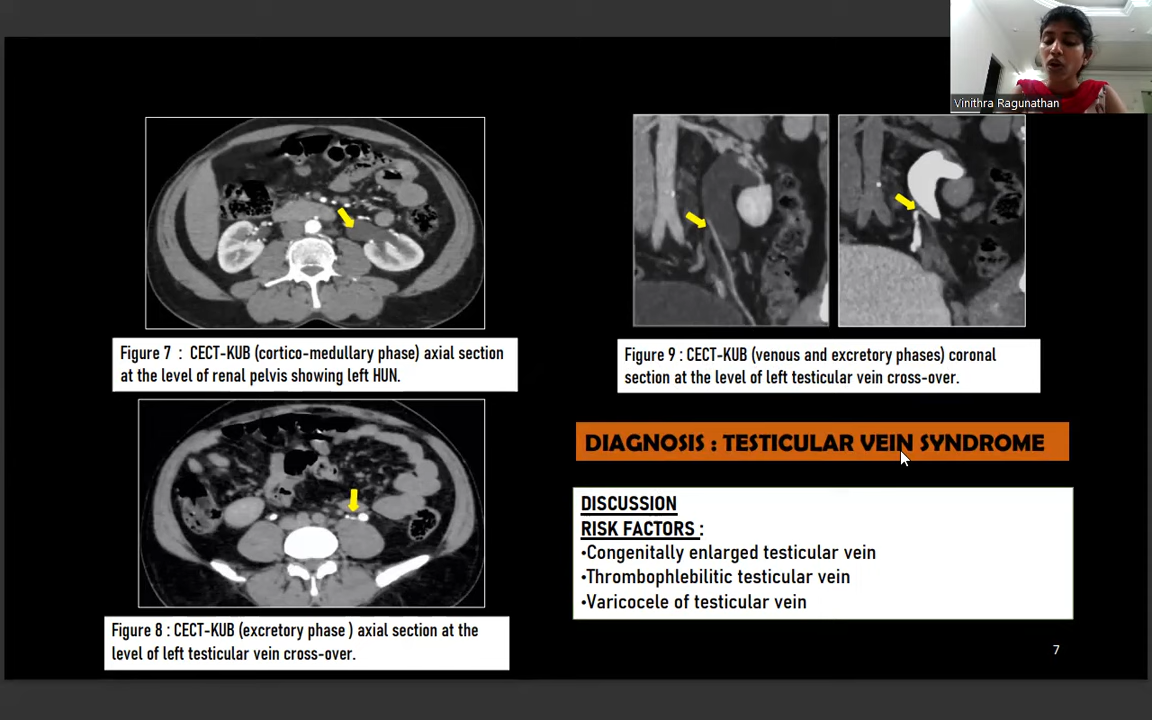 Vinithra Ragunathan
Figure 7 : CECT-KUB (cortico-medullary phase) axial section
at the level of renal pelvis showing left HUN.
Figure 8 : CECT-KUB (excretory phase ) axial section at the
level of left testicular vein cross-over.
Figure 9 : CECT-KUB (venous and excretory phases) coronal
section at the level of left testicular vein cross-over.
DIAGNOSIS : TESTICULAR VEIN SYNDROME
DISCUSSION
RISK FACTORS :
•Congenitally enlarged testicular vein
•Thrombophlebilitic testicular vein
•Varicocele of testicular vein
7